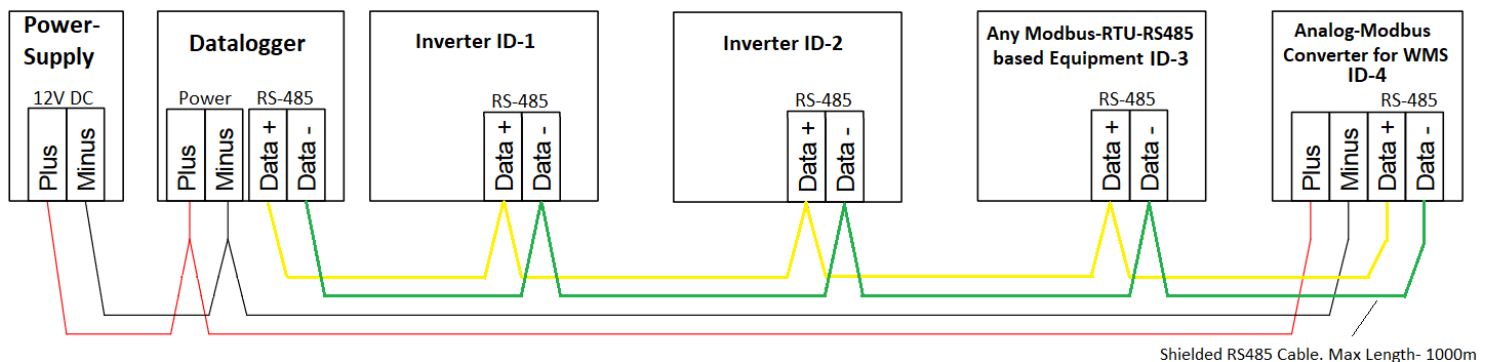 Power-
Supply
12V DC
Plus
Minus
Datalogger
Power
RS-485
Plus
Minus
Data +
Data -
Inverter ID-1
RS-485
Data +
Data -
Inverter ID-2
RS-485
Data +
Data -
Any Modbus-RTU-RS485
based Equipment ID-3
RS-485
Data +
Data -
Analog-Modbus
Converter for WMS
ID-4
RS-485
Plus
Minus
Data +
Data -
Shielded RS485 Cable. Max Length- 1000m